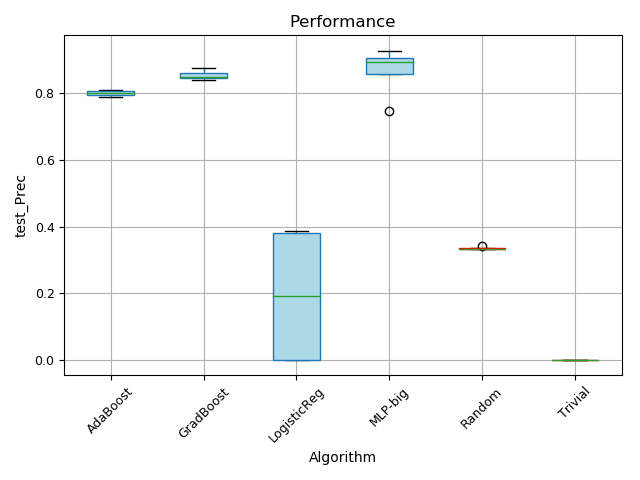 Performance
test_Prec
0.8
0.6
0.4
0.2
0.0
AdaBoost
GradBoost
LogisticReg
MLP-big
Random
Trivial
Algorithm